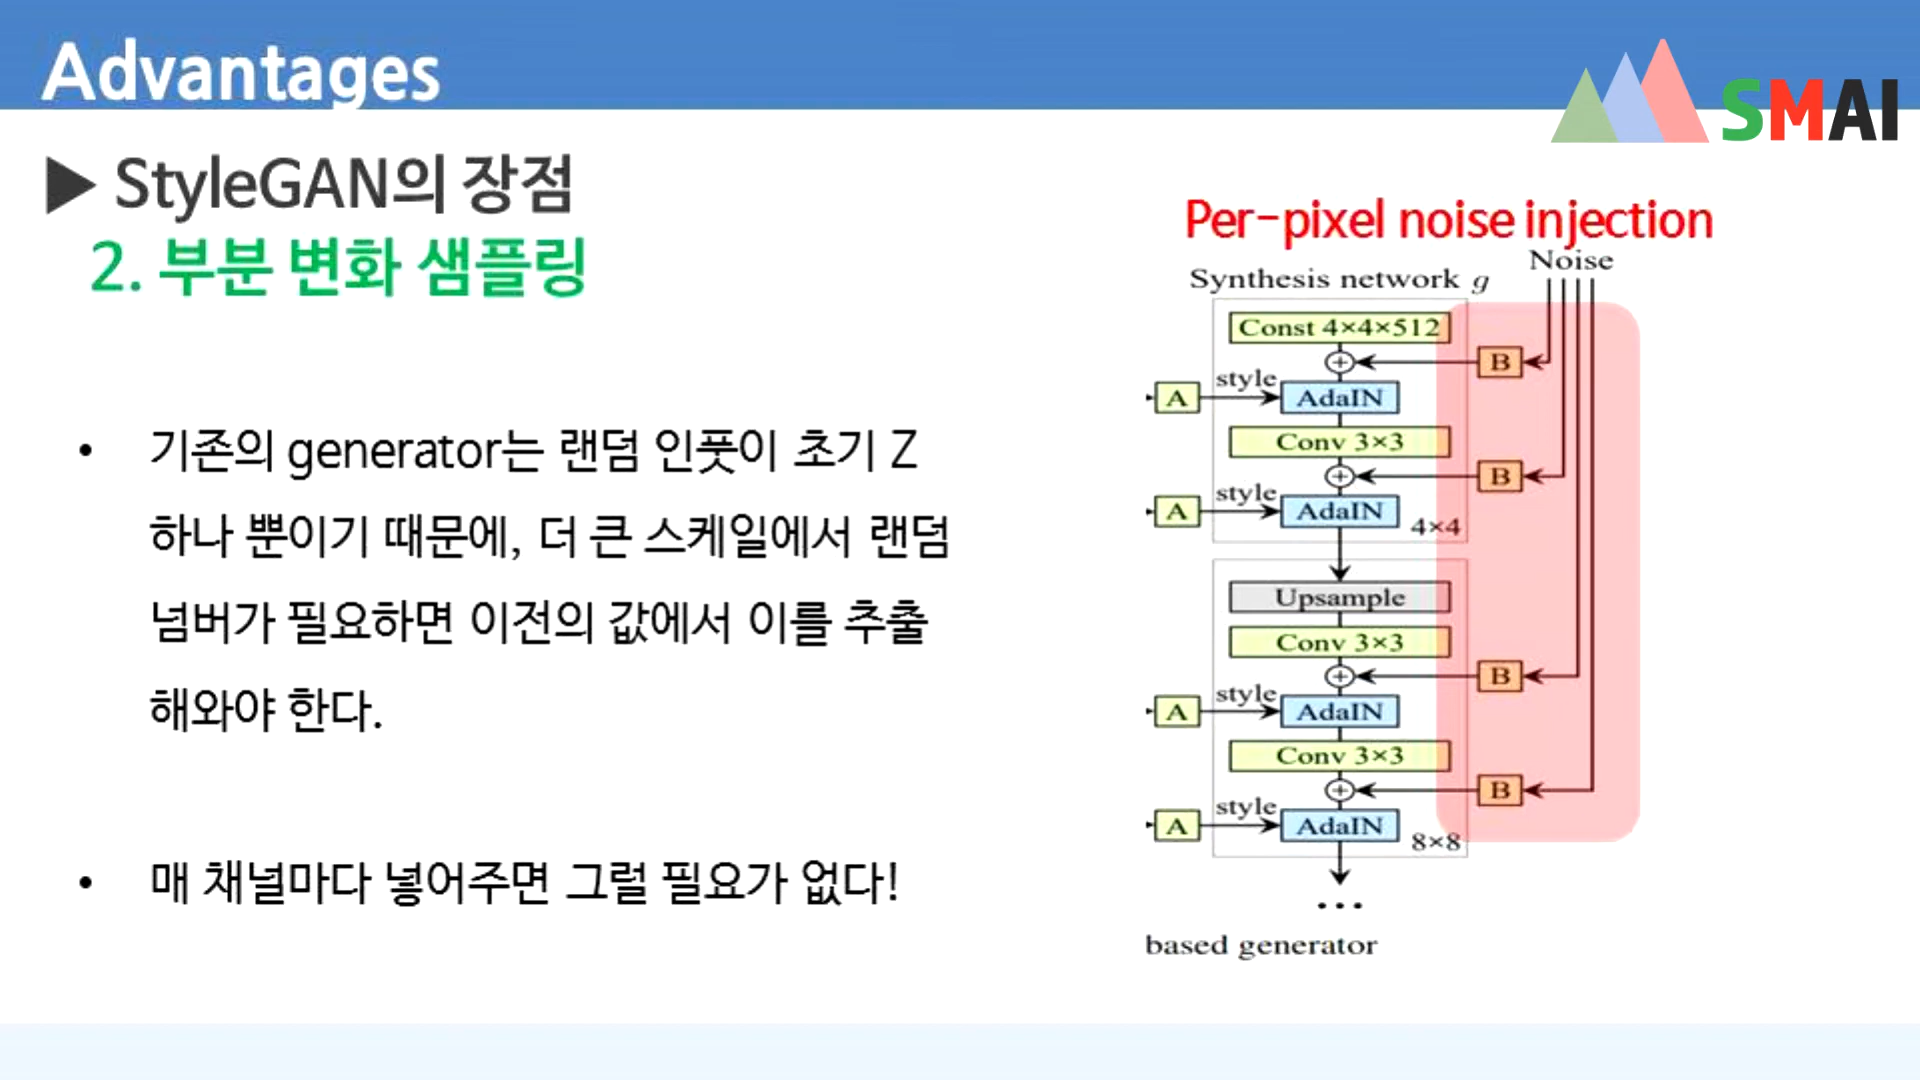 Advantages
SMAI
▶ StyleGAN의 장점
2. 부분 변화 샘플링
• 기존의 generator는 랜덤 인풋이 초기 Z
하나 뿐이기 때문에, 더 큰 스케일에서 랜덤
넘버가 필요하면 이전의 값에서 이를 추출
해와야 한다.
• 매 채널마다 넣어주면 그럴 필요가 없다!
Per-pixel noise injection
Noise
Synthesis network g
Const 4×4×512
B
style
A
AdaIN
Conv 3×3
B
style
A
AdaIN
4×4
Upsample
Conv 3×3
B
style
A
AdaIN
Conv 3×3
B
style
A
AdaIN
8×8
...
based generator